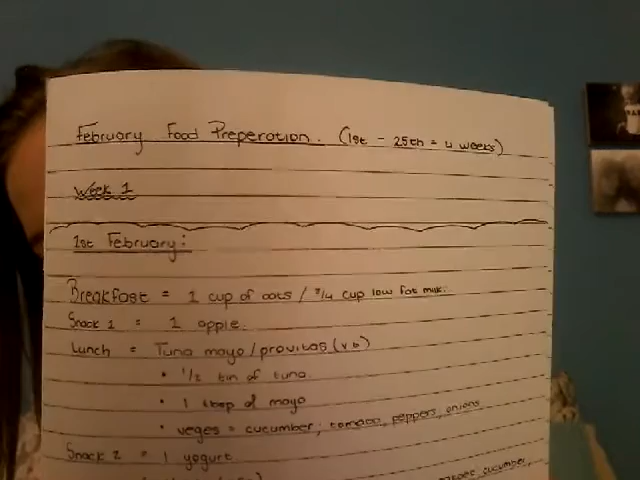 February Food Preperation. (1st - 25th = 4 weeks)
Week 1
1st February:
Breakfast = 1 cup of oats / 3/4 cup low fat milk.
Snack 1 = 1 apple.
Lunch = Tuna mayo/provitas (x6)
• 1/2 tin of tuna
• 1 tbsp of mayo
• veges = cucumber, tomato, peppers, onions
Snack 2 = 1 yogurt.
cucumber,